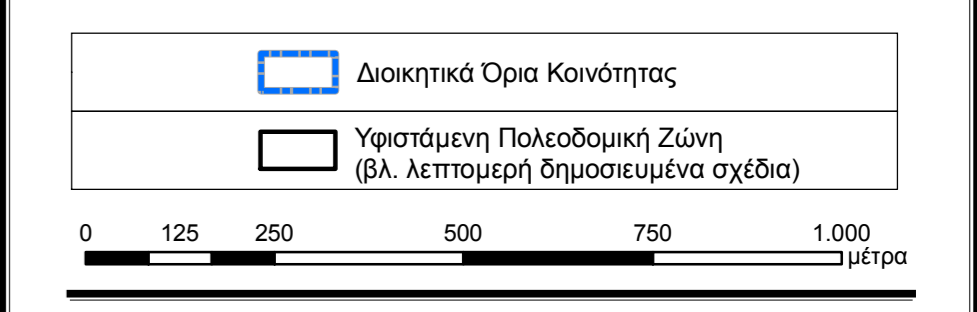 Διοικητικά Όρια Κοινότητας
Υφιστάμενη Πολεοδομική Ζώνη
(βλ. λεπτομερή δημοσιευμένα σχέδια)
0 125 250 500 750 1.000
μέτρα